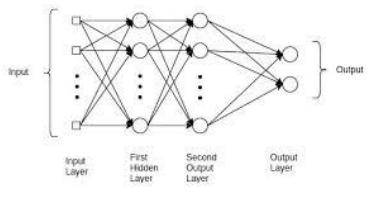 Input
Output
Input
Layer
First
Hidden
Layer
Second
Output
Layer
Output
Layer